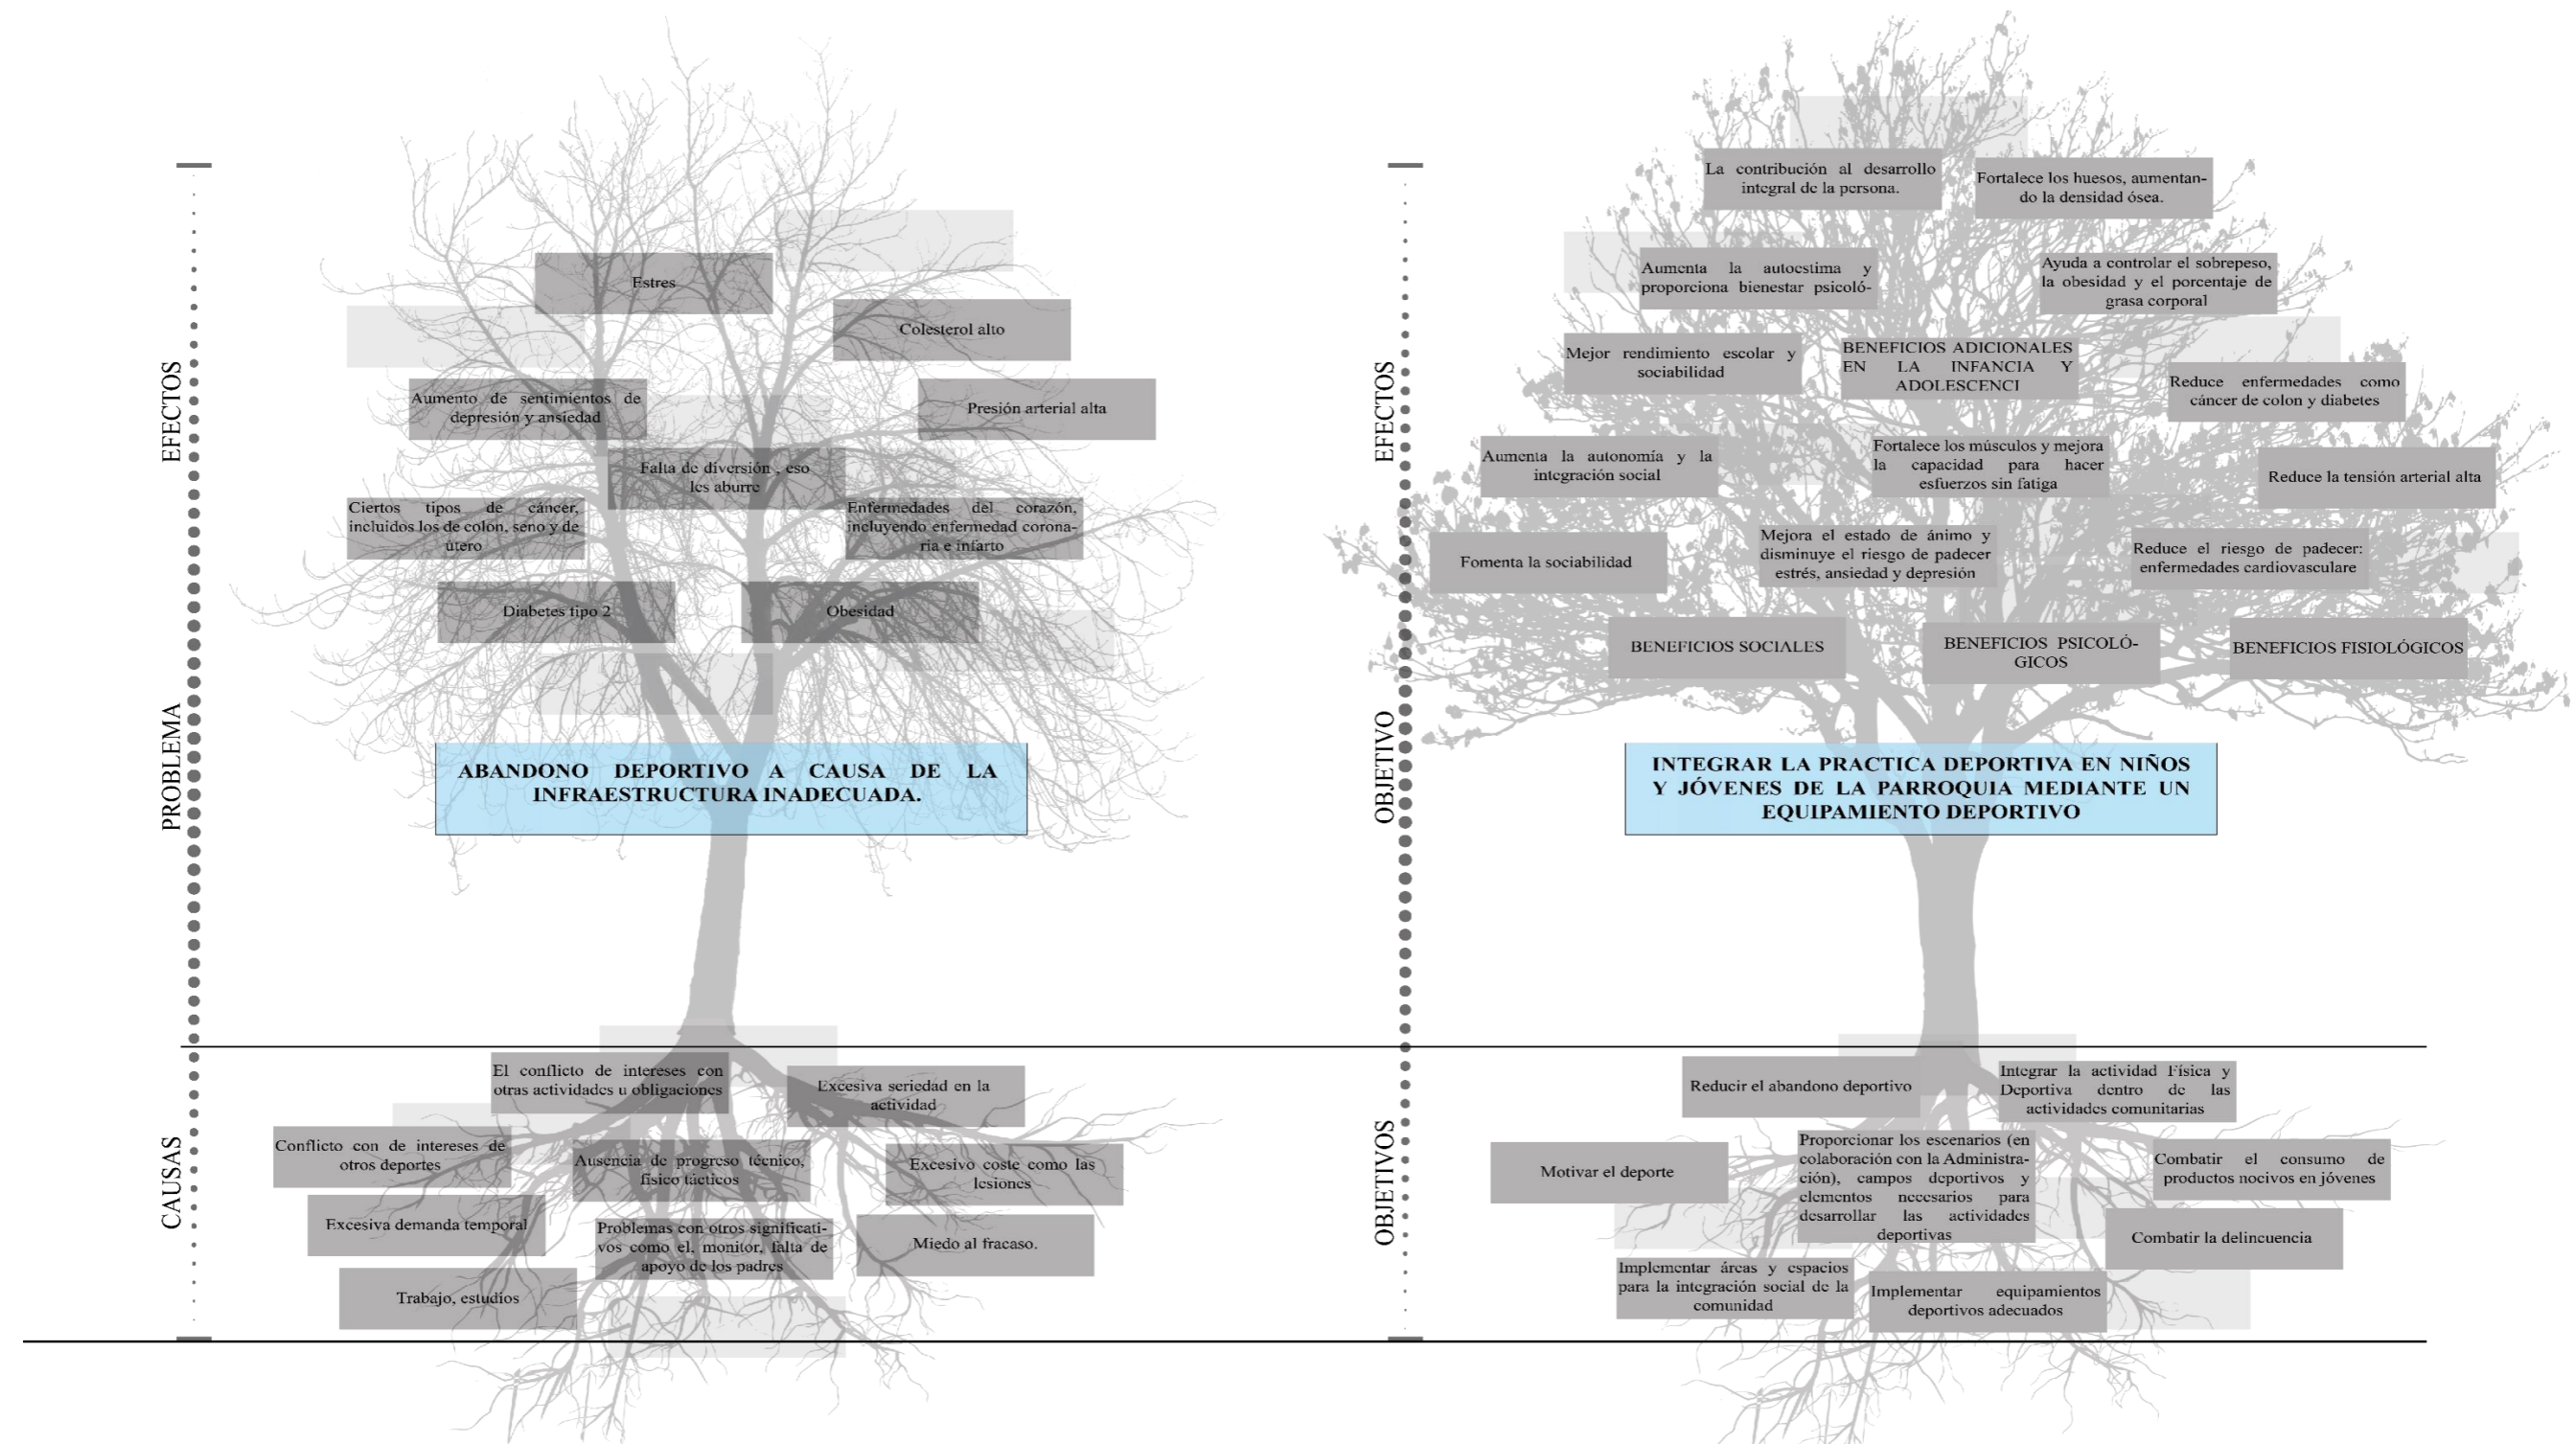 EFECTOS
PROBLEMA
CAUSAS
Estres
Colesterol alto
Aumento de sentimientos de
depresión y ansiedad
Presión arterial alta
Falta de diversión , eso
les aburre
Ciertos tipos de cáncer,
incluidos los de colon, seno y de
útero
Enfermedades del corazón,
incluyendo enfermedad corona-
ria e infarto
Diabetes tipo 2
Obesidad
ABANDONO DEPORTIVO A CAUSA DE LA
INFRAESTRUCTURA INADECUADA.
El conflicto de intereses con
otras actividades u obligaciones
Excesiva seriedad en la
actividad
Conflicto con de intereses de
otros deportes
Ausencia de progreso técnico,
físico tácticos
Excesivo coste como las
lesiones
Excesiva demanda temporal
Problemas con otros significati-
vos como el, monitor, falta de
apoyo de los padres
Miedo al fracaso.
Trabajo, estudios
EFECTOS
OBJETIVO
OBJETIVOS
La contribución al desarrollo
integral de la persona.
Fortalece los huesos, aumentan-
do la densidad ósea.
Aumenta la autoestima y
proporciona bienestar psicoló-
Ayuda a controlar el sobrepeso,
la obesidad y el porcentaje de
grasa corporal
Mejor rendimiento escolar y
sociabilidad
BENEFICIOS ADICIONALES
EN LA INFANCIA Y
ADOLESCENCI
Reduce enfermedades como
cáncer de colon y diabetes
Aumenta la autonomía y la
integración social
Fortalece los músculos y mejora
la capacidad para hacer
esfuerzos sin fatiga
Reduce la tensión arterial alta
Fomenta la sociabilidad
Mejora el estado de ánimo y
disminuye el riesgo de padecer
estrés, ansiedad y depresión
Reduce el riesgo de padecer:
enfermedades cardiovasculare
BENEFICIOS SOCIALES
BENEFICIOS PSICOLÓ-
GICOS
BENEFICIOS FISIOLÓGICOS
INTEGRAR LA PRACTICA DEPORTIVA EN NIÑOS
Y JÓVENES DE LA PARROQUIA MEDIANTE UN
EQUIPAMIENTO DEPORTIVO
Reducir el abandono deportivo
Integrar la actividad Física y
Deportiva dentro de las
actividades comunitarias
Motivar el deporte
Proporcionar los escenarios (en
colaboración con la Administra-
ción), campos deportivos y
elementos necesarios para
desarrollar las actividades
deportivas
Combatir el consumo de
productos nocivos en jóvenes
Combatir la delincuencia
Implementar áreas y espacios
para la integración social de la
comunidad
Implementar equipamientos
deportivos adecuados